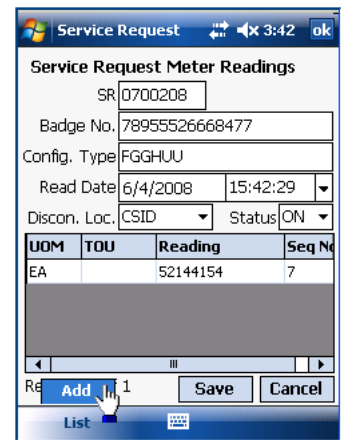 Service Request 3:42 ok
Service Request Meter Readings
SR 0700208
Badge No. 78955526668477
Config. Type FGGHUU
Read Date 6/4/2008 15:42:29
Discon. Loc. CSID Status ON
UOM TOU Reading Seq
EA 52144154 7
Add 1 Save Cancel
List